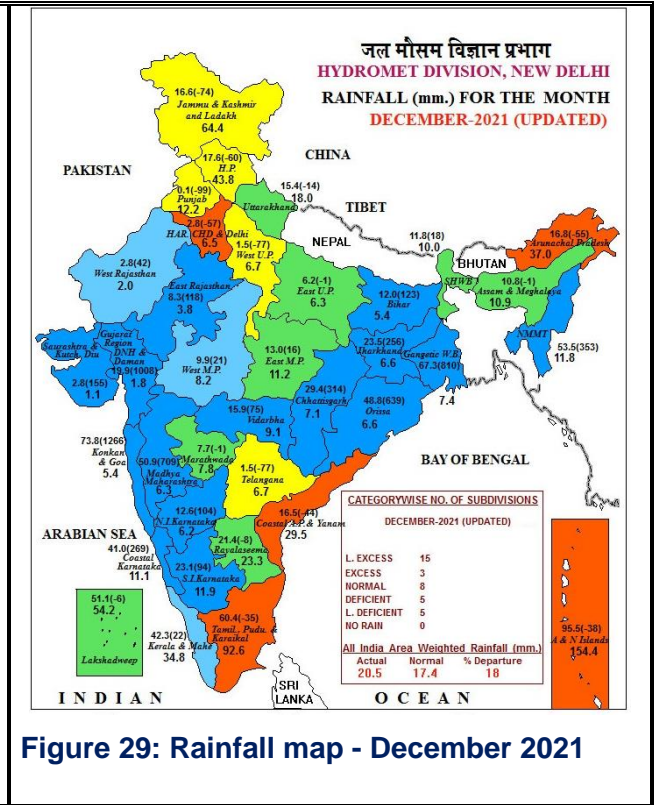 जल मौसम विज्ञान प्रभाग
HYDROMET DIVISION, NEW DELHI
RAINFALL (mm.) FOR THE MONTH
DECEMBER-2021 (UPDATED)
16.6(-74)
Jammu & Kashmir
and Ladakh
64.4
CHINA
17.6(-60)
H.P.
43.8
PAKISTAN
0.1(-99)
Punjab
12.2
15.4(-14)
18.0
Uttarakhand
TIBET
2.8(-57)
HAR. CHD & Delhi
6.5
NEPAL
1.5(-77)
West U.P.
6.7
11.8(18)
10.0
BHUTAN
SHWB
16.8(-55)
Arunachal Pradesh
37.0
2.8(42)
West Rajasthan
2.0
East Rajasthan
8.3(118)
3.8
6.2(-1)
East U.P.
6.3
12.0(123)
Bihar
5.4
10.8(-1)
Assam & Meghalaya
10.9
NMMT
53.5(353)
11.8
Saurashtra &
Kutch, Diu
2.8(155)
1.1
Gujarat
Region
DNH &
Daman
19.9(1008)
1.8
9.9(21)
West M.P.
8.2
13.0(16)
East M.P.
11.2
23.5(256)
Jharkhand
6.6
Gangetic W.B.
67.3(810)
7.4
29.4(314)
Chhattisgarh
7.1
48.8(639)
Orissa
6.6
15.9(75)
Vidarbha
9.1
73.8(1266
Konkan
& Goa
5.4
50.9(709)
Madhya
Maharashtra
6.3
7.7(-1)
Marathwada
7.8
1.5(-77)
Telangana
6.7
BAY OF BENGAL
ARABIAN SEA
12.6(104)
N.I.Karnataka
6.2
16.5(-44)
Coastal A.P.& Yanam
29.5
21.4(-8)
Rayalaseema
23.3
41.0(269)
Coastal
Karnataka
11.1
23.1(94)
S.I.Karnataka
11.9
51.1(-6)
54.2
Lakshadweep
42.3(22)
Kerala & Mahe
34.8
60.4(-35)
Tamil. Pudu. &
Karaikal
92.6
CATEGORYWISE NO. OF SUBDIVISIONS
DECEMBER-2021 (UPDATED)
L. EXCESS 15
EXCESS 3
NORMAL 8
DEFICIENT 5
L. DEFICIENT 5
NO RAIN 0
All India Area Weighted Rainfall (mm.)
Actual Normal % Departure
20.5 17.4 18
95.5(-38)
A & N Islands
154.4
SRI
LANKA
INDIAN OCEAN
Figure 29: Rainfall map - December 2021